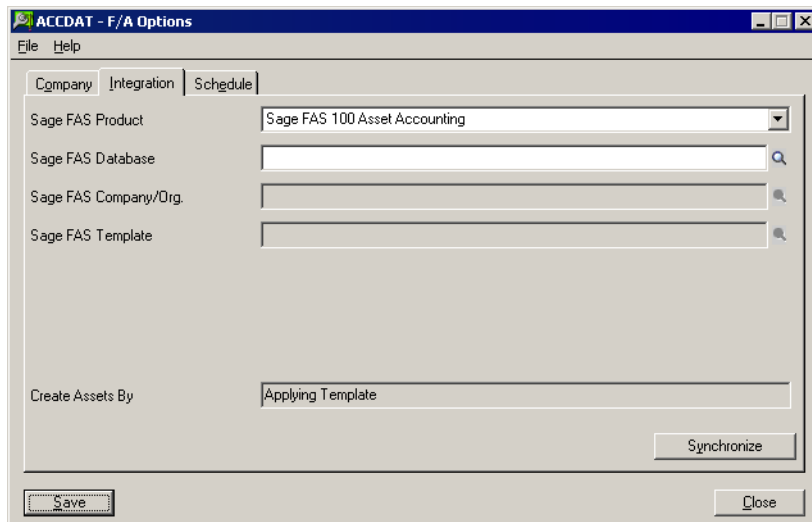 ACCDAT - F/A Options
File Help
Company Integration Schedule
Sage FAS Product Sage FAS 100 Asset Accounting
Sage FAS Database
Sage FAS Company/Org.
Sage FAS Template
Create Assets By Applying Template
Synchronize
Save Close